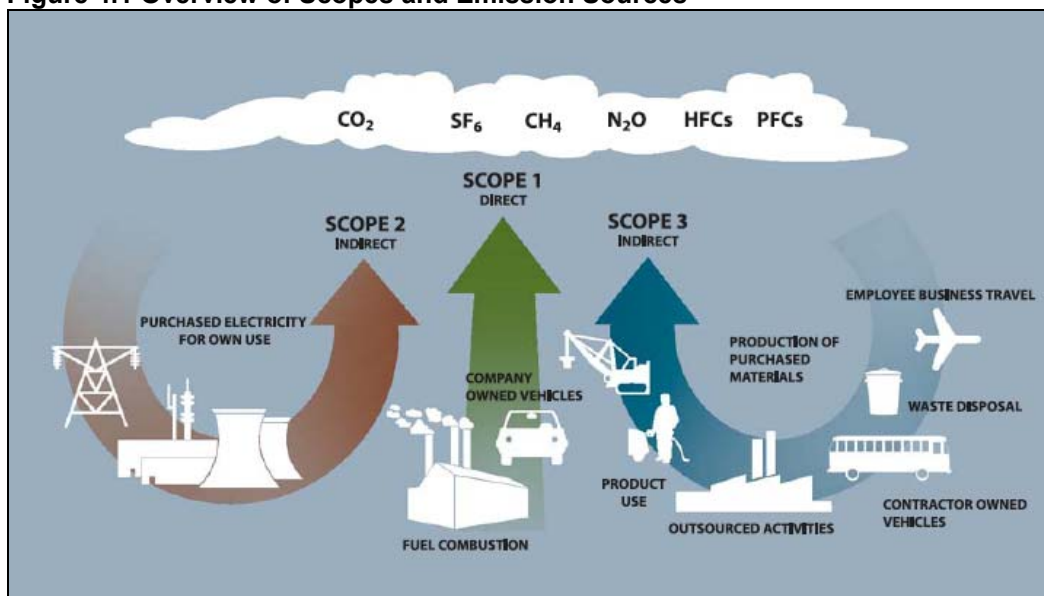 Figure 4.1 Overview of Scopes and Emission Sources
CO₂ SF₆ CH₄ N₂O HFCs PFCs
SCOPE 1
DIRECT
SCOPE 2
INDIRECT
SCOPE 3
INDIRECT
PURCHASED ELECTRICITY
FOR OWN USE
COMPANY
OWNED VEHICLES
FUEL COMBUSTION
EMPLOYEE BUSINESS TRAVEL
PRODUCTION OF
PURCHASED
MATERIALS
WASTE DISPOSAL
PRODUCT
USE
OUTSOURCED ACTIVITIES
CONTRACTOR OWNED
VEHICLES